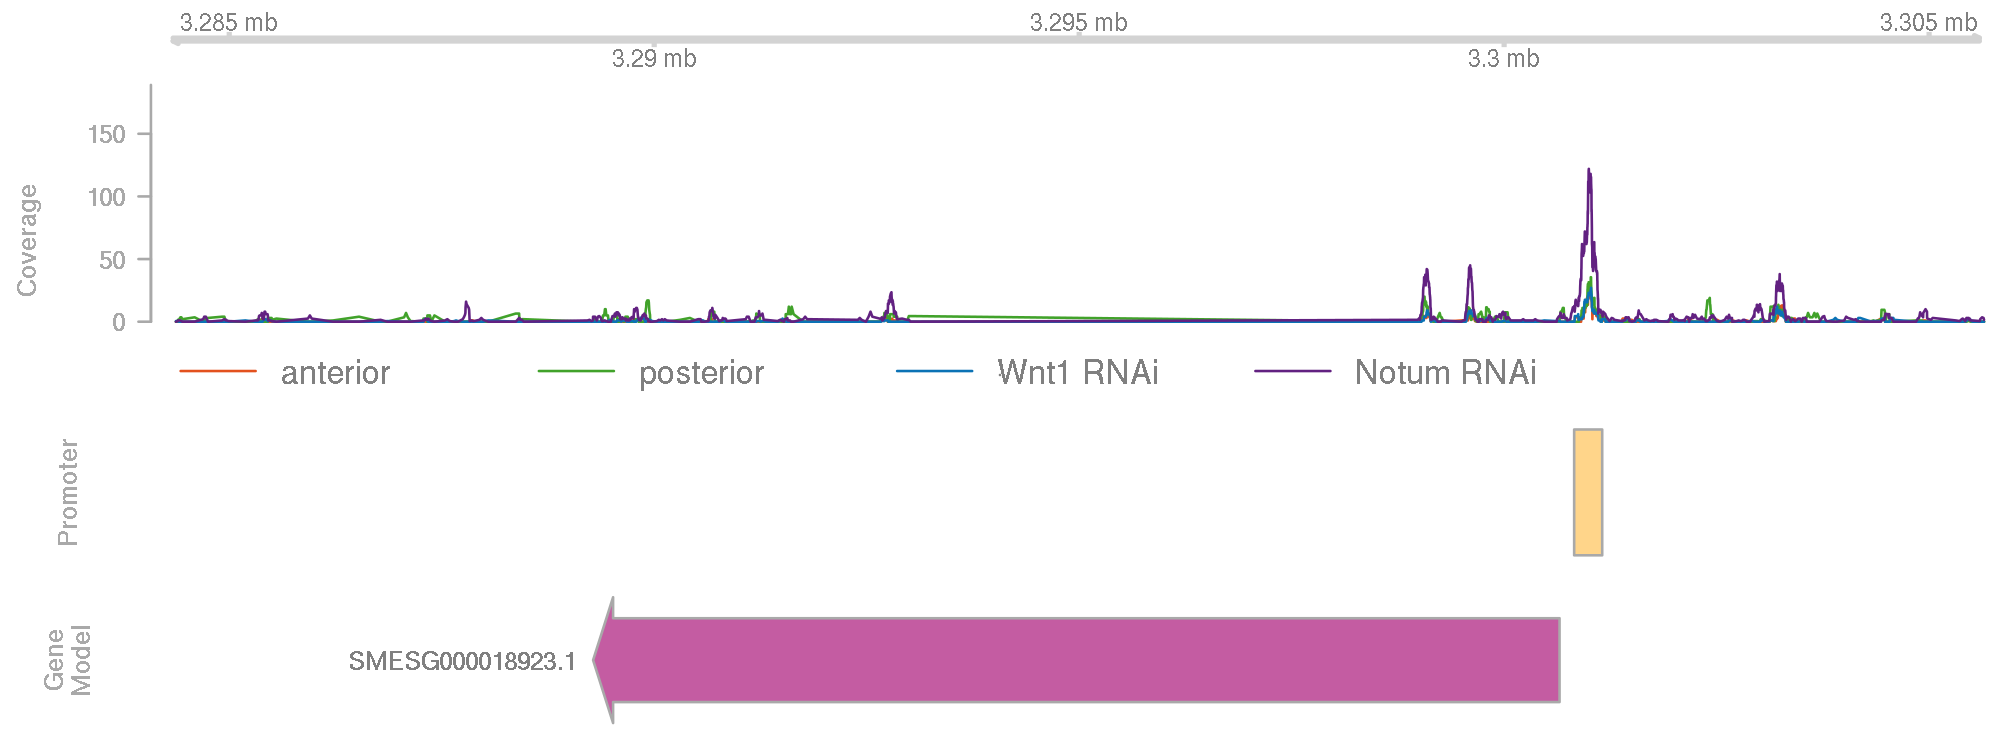 3.285 mb
3.295 mb
3.305 mb
3.29 mb
3.3 mb
Coverage
150
100
50
0
anterior
posterior
Wnt1 RNAi
Notum RNAi
Promoter
Gene
Model
SMESG000018923.1